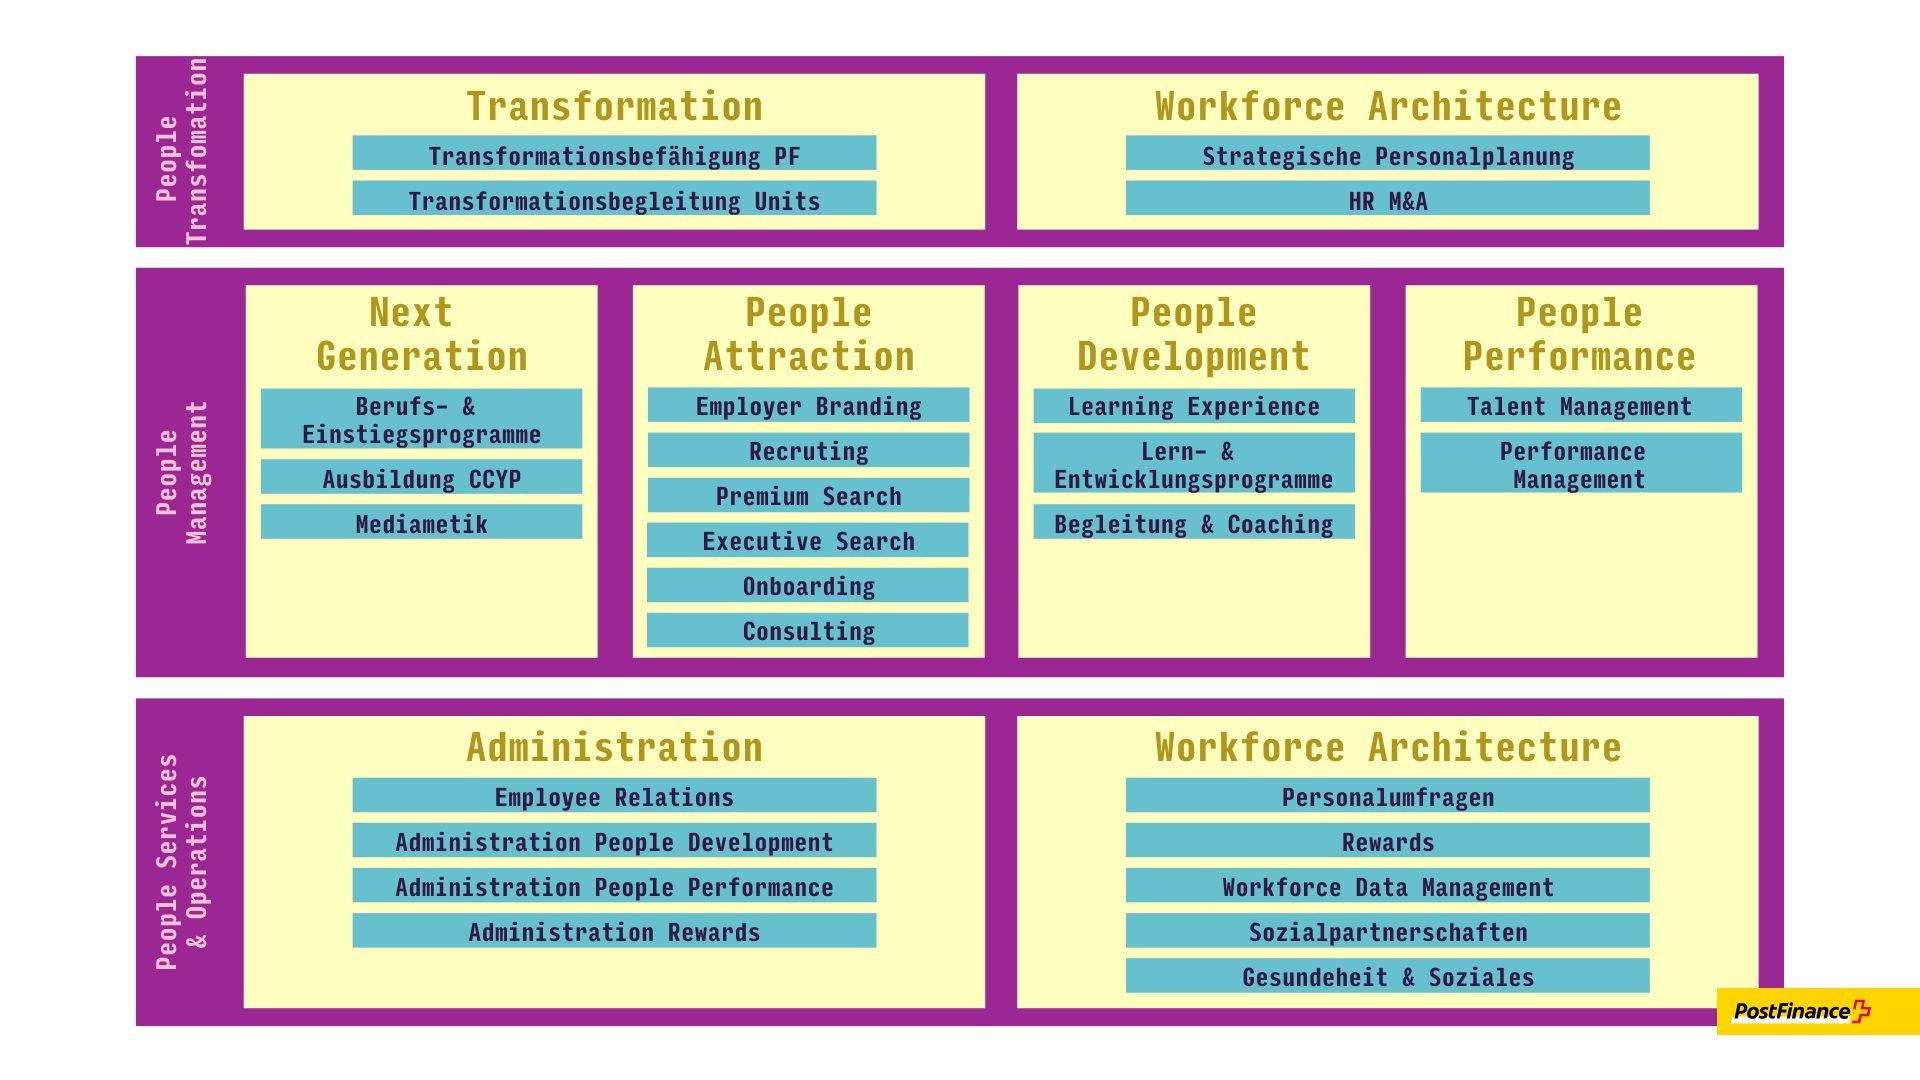 People
Transfomation
Transformation
Transformationsbefähigung PF
Transformationsbegleitung Units
Workforce Architecture
Strategische Personalplanung
HR M&A
People
Management
Next
Generation
Berufs- &
Einstiegsprogramme
Ausbildung CCYP
Mediametik
People
Attraction
Employer Branding
Recruting
Premium Search
Executive Search
Onboarding
Consulting
People
Development
Learning Experience
Lern- &
Entwicklungsprogramme
Begleitung & Coaching
People
Performance
Talent Management
Performance
Management
People Services
& Operations
Administration
Employee Relations
Administration People Development
Administration People Performance
Administration Rewards
Workforce Architecture
Personalumfragen
Rewards
Workforce Data Management
Sozialpartnerschaften
Gesundeheit & Soziales
PostFinance